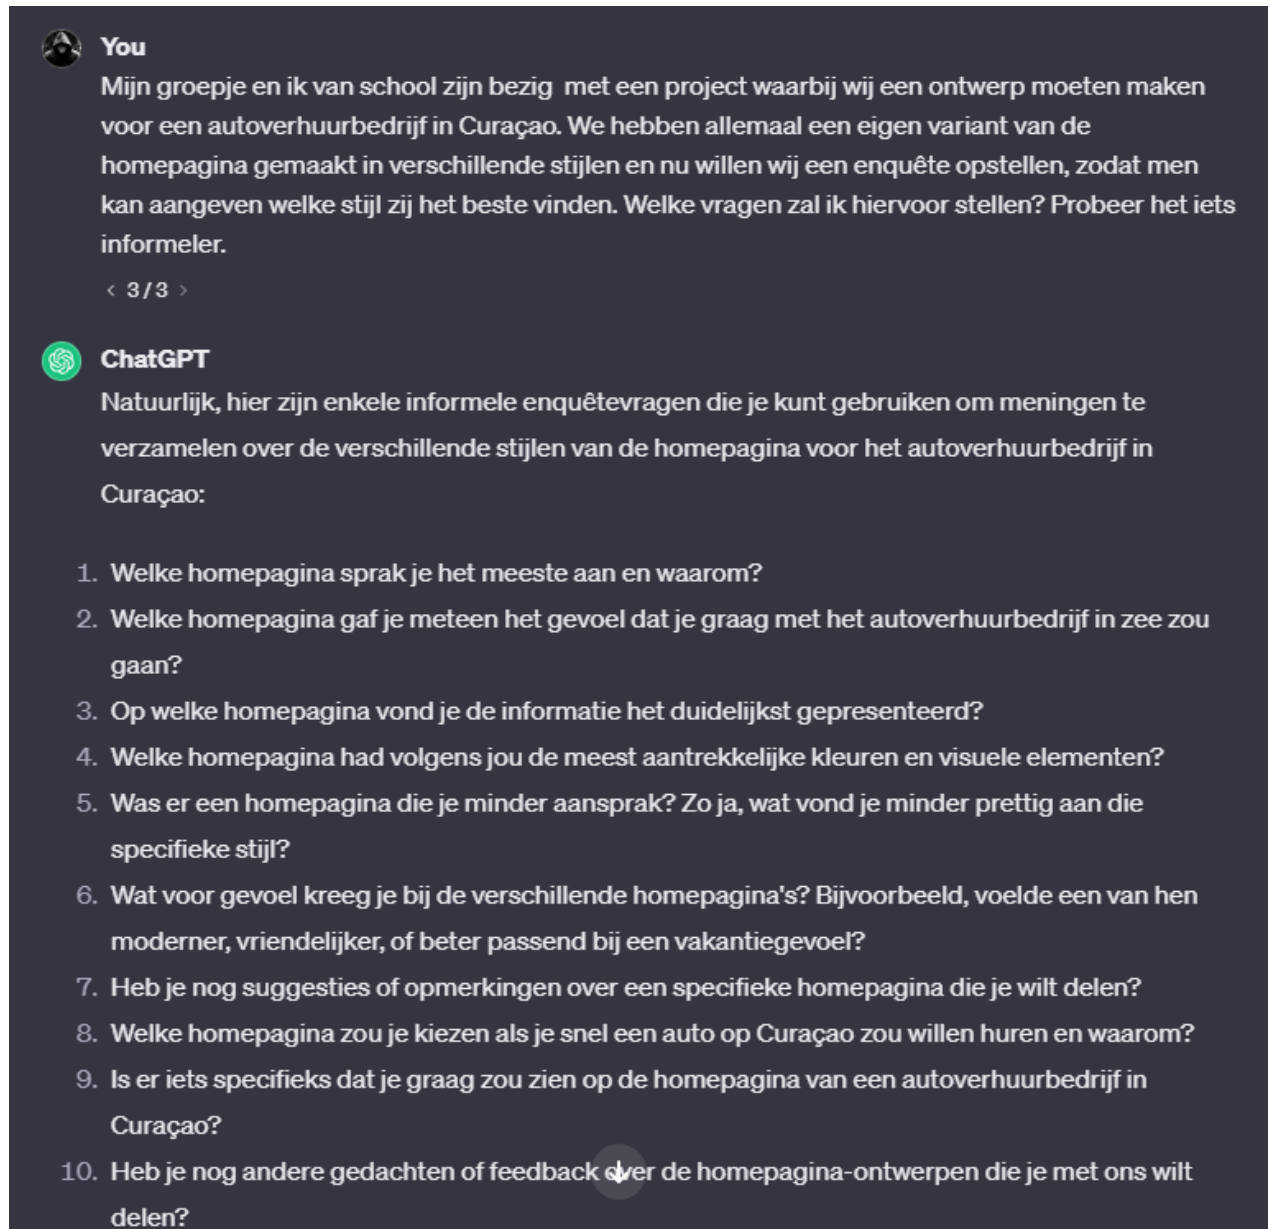 You
Mijn groepje en ik van school zijn bezig  met een project waarbij wij een ontwerp moeten maken
voor een autoverhuurbedrijf in Curaçao. We hebben allemaal een eigen variant van de
homepagina gemaakt in verschillende stijlen en nu willen wij een enquête opstellen, zodat men
kan aangeven welke stijl zij het beste vinden. Welke vragen zal ik hiervoor stellen? Probeer het iets
informeler.
< 3/3 >
ChatGPT
Natuurlijk, hier zijn enkele informele enquêtevragen die je kunt gebruiken om meningen te
verzamelen over de verschillende stijlen van de homepagina voor het autoverhuurbedrijf in
Curaçao:
1. Welke homepagina sprak je het meeste aan en waarom?
2. Welke homepagina gaf je meteen het gevoel dat je graag met het autoverhuurbedrijf in zee zou
gaan?
3. Op welke homepagina vond je de informatie het duidelijkst gepresenteerd?
4. Welke homepagina had volgens jou de meest aantrekkelijke kleuren en visuele elementen?
5. Was er een homepagina die je minder aansprak? Zo ja, wat vond je minder prettig aan die
specifieke stijl?
6. Wat voor gevoel kreeg je bij de verschillende homepagina's? Bijvoorbeeld, voelde een van hen
moderner, vriendelijker, of beter passend bij een vakantiegevoel?
7. Heb je nog suggesties of opmerkingen over een specifieke homepagina die je wilt delen?
8. Welke homepagina zou je kiezen als je snel een auto op Curaçao zou willen huren en waarom?
9. Is er iets specifieks dat je graag zou zien op de homepagina van een autoverhuurbedrijf in
Curaçao?
10. Heb je nog andere gedachten of feedback over de homepagina-ontwerpen die je met ons wilt
delen?